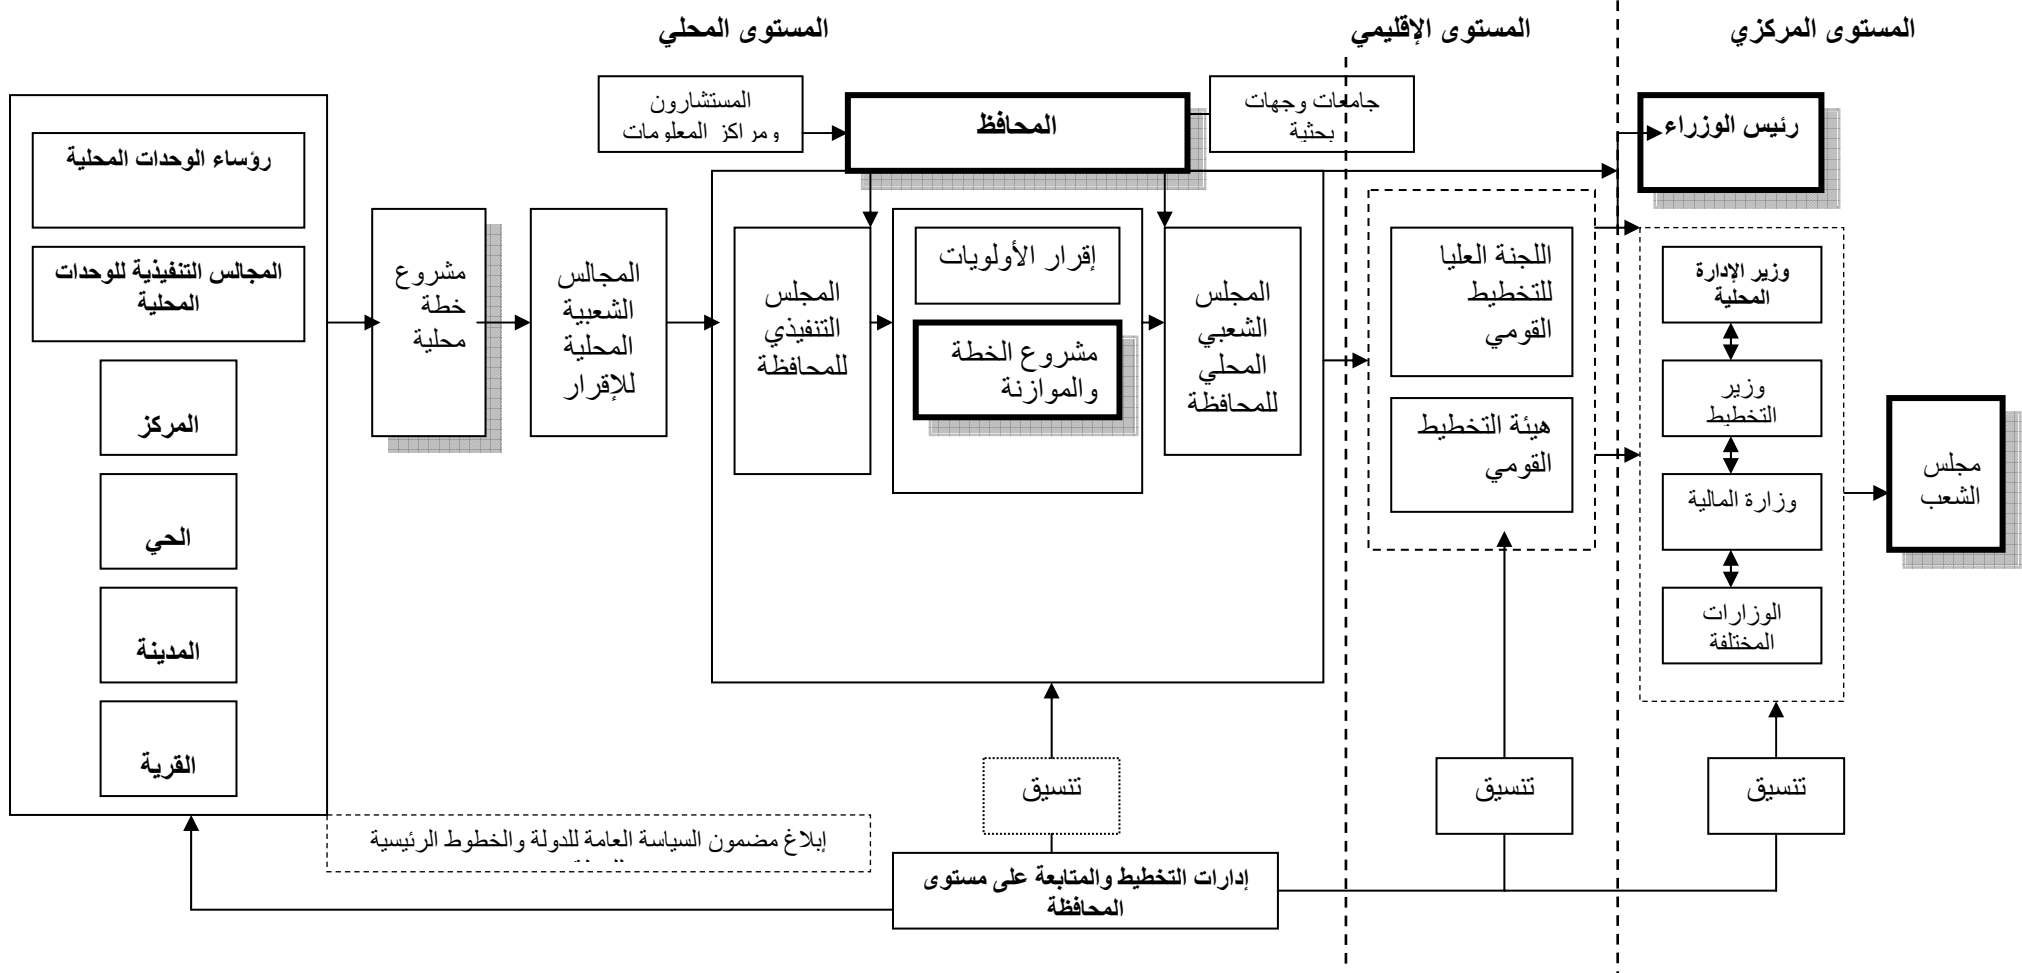 المستوى المركزي
المستوى الإقليمي
المستوى المحلي
رئيس الوزراء
جامعات وجهات
بحثية
المحافظ
المستشارون
ومراكز المعلومات
رؤساء الوحدات المحلية
المجالس التنفيذية للوحدات
المحلية
المركز
الحي
المدينة
القرية
مشروع
خطة
محلية
المجالس
الشعبية
المحلية
للإقرار
المجلس
التنفيذي
للمحافظة
إقرار الأولويات
مشروع الخطة
والموازنة
المجلس
الشعبي
المحلي
للمحافظة
اللجنة العليا
للتخطيط
القومي
هيئة التخطيط
القومي
وزير الإدارة
المحلية
وزير
التخطيط
وزارة المالية
الوزارات
المختلفة
مجلس
الشعب
تنسيق
تنسيق
تنسيق
إبلاغ مضمون السياسة العامة للدولة والخطوط الرئيسية
إدارات التخطيط والمتابعة على مستوى
المحافظة